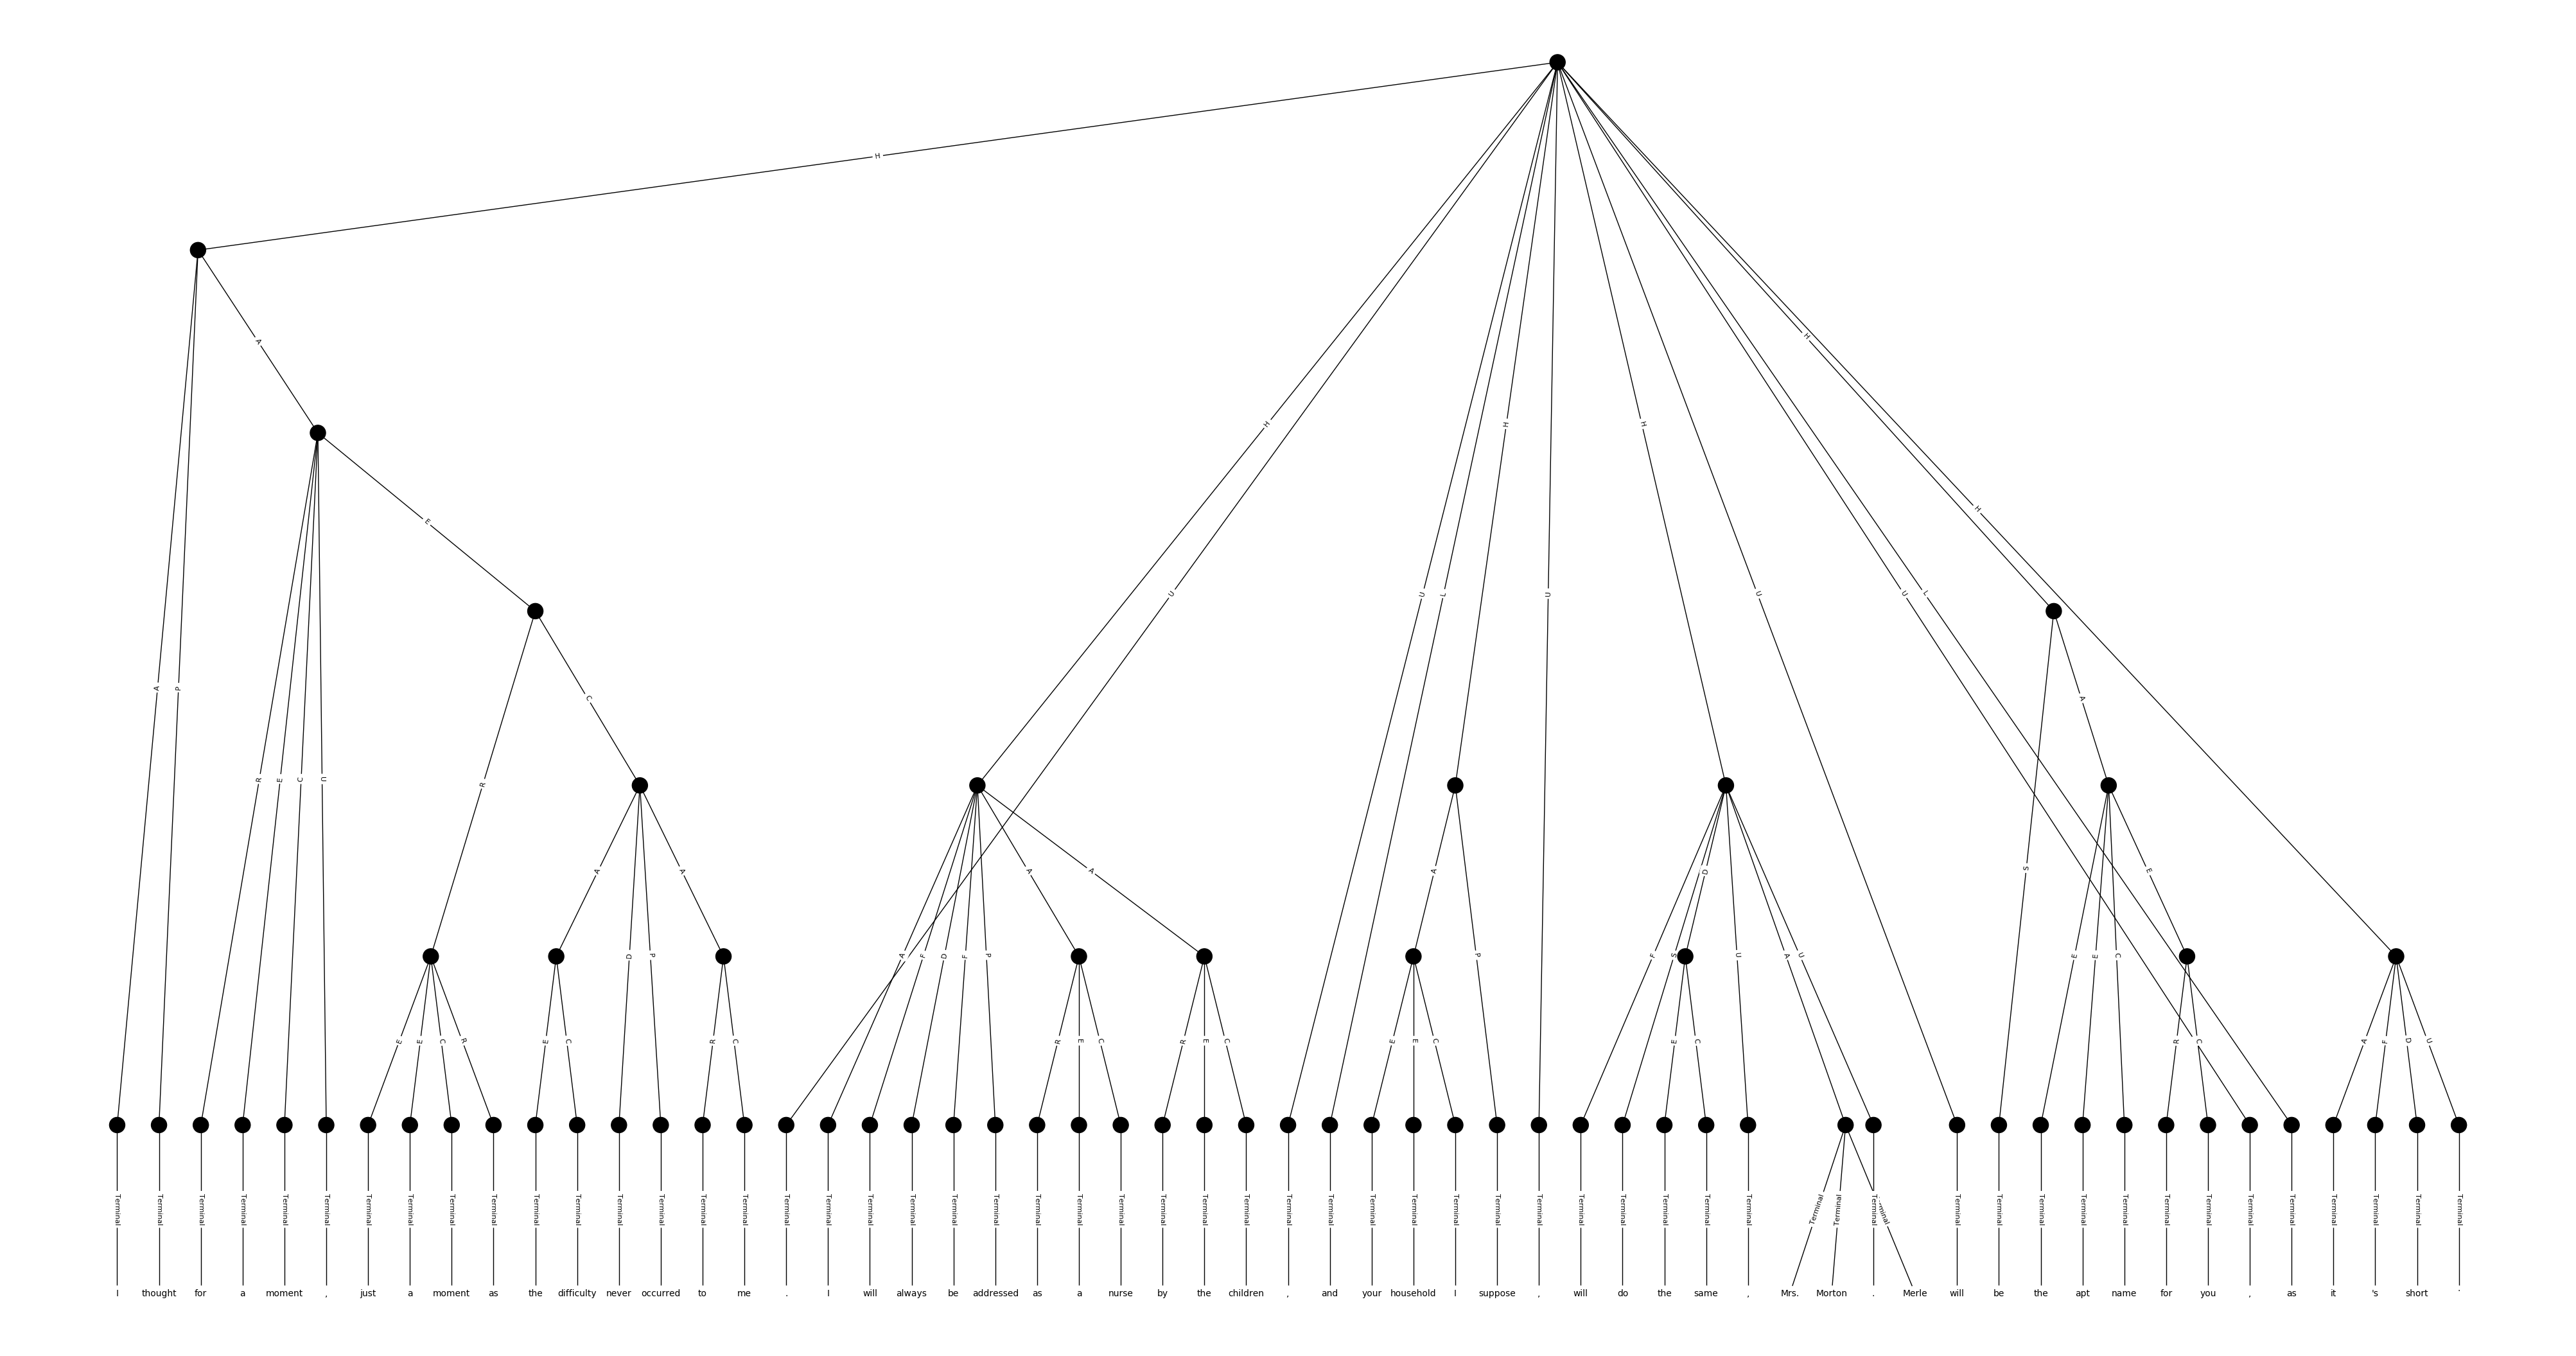 H
H
H
A
H
H
H
E
U
U
L
H
U
U
U
L
A
P
C
A
R
E
C
U
R
S
A
A
A
A
A
D
E
D
P
A
F
D
F
P
P
F
S
U
A
U
E
E
C
E
E
C
R
E
C
R
C
R
E
C
R
E
C
E
E
C
E
C
R
C
A
F
D
U
Terminal Terminal Terminal Terminal Terminal Terminal Terminal Terminal Terminal Terminal Terminal Terminal Terminal Terminal Terminal Terminal Terminal Terminal Terminal Terminal Terminal Terminal Terminal Terminal Terminal Terminal Terminal Terminal Terminal Terminal Terminal Terminal Terminal Terminal Terminal Terminal Terminal Terminal Terminal Terminal Terminal Terminal Terminal Terminal Terminal Terminal Terminal Terminal Terminal Terminal Terminal Terminal Terminal Terminal Terminal
I thought for a moment , just a moment as the difficulty never occurred to me . I will always be addressed as a nurse by the children , and your household I suppose , will do the same , Mrs. Morton . Merle will be the apt name for you , as it 's short '